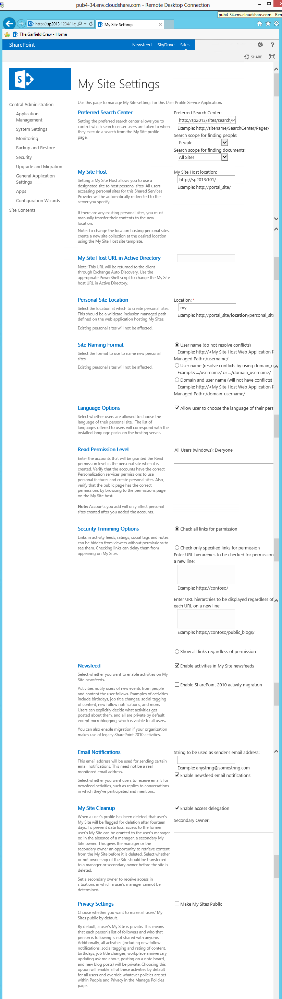 pub4-34.env.cloudshare.com - Remote Desktop Connection
pub4-34.env.cloudshare.com - Rem
http://sp2013:1234/_la
My Site Settings
The Garfield Crew - Home
SharePoint
Newsfeed SkyDrive Sites
SHARE
My Site Settings
Central Administration
Application
Management
System Settings
Monitoring
Backup and Restore
Security
Upgrade and Migration
General Application
Settings
Apps
Configuration Wizards
Site Contents
Use this page to manage My Site settings for this User Profile Service Application.
Preferred Search Center
Setting the preferred search center allows you to
control which search center users are taken to when
they execute a search from the My Site profile
page.
Preferred Search Center:
http://sp2013/sites/search/Pa
Example: http://sitename/SearchCenter/Pages/
Search scope for finding people:
People
Search scope for finding documents:
All Sites
My Site Host
Setting a My Site Host allows you to use a
designated site to host personal sites. All users
accessing personal sites for this Shared Services
Provider will be automatically redirected to the
server you specify.
If there are any existing personal sites, you must
manually transfer their contents to the new
location.
Note: To change the location hosting personal sites,
create a new site collection at the desired location
using the My Site Host site template.
My Site Host location:
http://sp2013:101/
Example: http://portal_site/
My Site Host URL in Active Directory
Note: This URL will be returned to the client
through Exchange Auto Discovery. Use the
appropriate PowerShell script to change the My Site
host URL in Active Directory.
Personal Site Location
Select the location at which to create personal sites.
This should be a wildcard inclusion managed path
defined on the web application hosting My Sites.
Existing personal sites will not be affected.
Location: *
my
Example: http://portal_site/location/personal_site
Site Naming Format
Select the format to use to name new personal
sites.
Existing personal sites will not be affected.
User name (do not resolve conflicts)
Example: http://<My Site Host Web Application P
Managed Path>/username/
User name (resolve conflicts by using domain_u
Example: .../username/ or .../domain_username/
Domain and user name (will not have conflicts)
Example: http://<My Site Host Web Application P
Managed Path>/domain_username/
Language Options
Select whether users are allowed to choose the
language of their personal site. The list of
languages offered to users will correspond with the
installed language packs on the hosting server.
Allow user to choose the language of their pers
Read Permission Level
Enter the accounts that will be granted the Read
permission level in the personal site when it is
created. Verify that the accounts have the correct
Personalization services permissions to use
personal features and create personal sites. Also,
verify that the public page has the correct
permissions by browsing to the permissions page
on the My Site host.
Note: Accounts you add will only affect personal
sites created after you added the accounts.
All Users (windows); Everyone
Security Trimming Options
Links in activity feeds, ratings, social tags and notes
can be hidden from viewers without permissions to
see them. Checking links can delay them from
appearing on My Sites.
Check all links for permission
Check only specified links for permission
Enter URL hierarchies to be checked for permission
a new line:
Example: https://contoso/
Enter URL hierarchies to be displayed regardless of
each URL on a new line:
Example: https://contoso/public_blogs/
Show all links regardless of permission
Newsfeed
Select whether you want to enable activities on My
Site newsfeeds.
Activities notify users of new events from people
and content the user follows. Examples of activities
include birthdays, job title changes, social tagging
of content, new follow notifications, and more.
Users can explicitly decide what activities get
posted about them, and all are private by default
except microblogging, which is visible to all users.
You can also enable migration if your organization
makes use of legacy SharePoint 2010 activities.
Enable activities in My Site newsfeeds
Enable SharePoint 2010 activity migration
Email Notifications
This email address will be used for sending certain
email notifications. This need not be a real
monitored email address.
Select whether you want users to receive emails for
newsfeed activities, such as replies to conversations
in which they've participated and mentions.
String to be used as sender's email address:
Example: anystring@somestring.com
Enable newsfeed email notifications
My Site Cleanup
When a user's profile has been deleted, that user's
My Site will be flagged for deletion after fourteen
days. To prevent data loss, access to the former
user's My Site can be granted to the user's manager
or, in the absence of a manager, a secondary My
Site owner. This gives the manager or the
secondary owner an opportunity to retrieve content
from the My Site before it is deleted. Select whether
or not ownership of the Site should be transferred
to a manager or secondary owner before the site is
deleted.
Set a secondary owner to receive access in
situations in which a user's manager cannot be
determined.
Enable access delegation
Secondary Owner:
Privacy Settings
Choose whether you want to make all users' My
Sites public by default.
By default, a user's My Site is private. This means
that each person's list of followers and who that
person is following is not shared with anyone.
Additionally, all activities (including new follow
notifications, social tagging and rating of content,
birthdays, job title changes, workplace anniversary,
updating ask me about, posting on a note board,
and new blog posts) will be private. Choosing this
option will enable all of these activities by default
for all users and override whatever policies are set
within People and Privacy in the Manage Policies
page.
Make My Sites Public